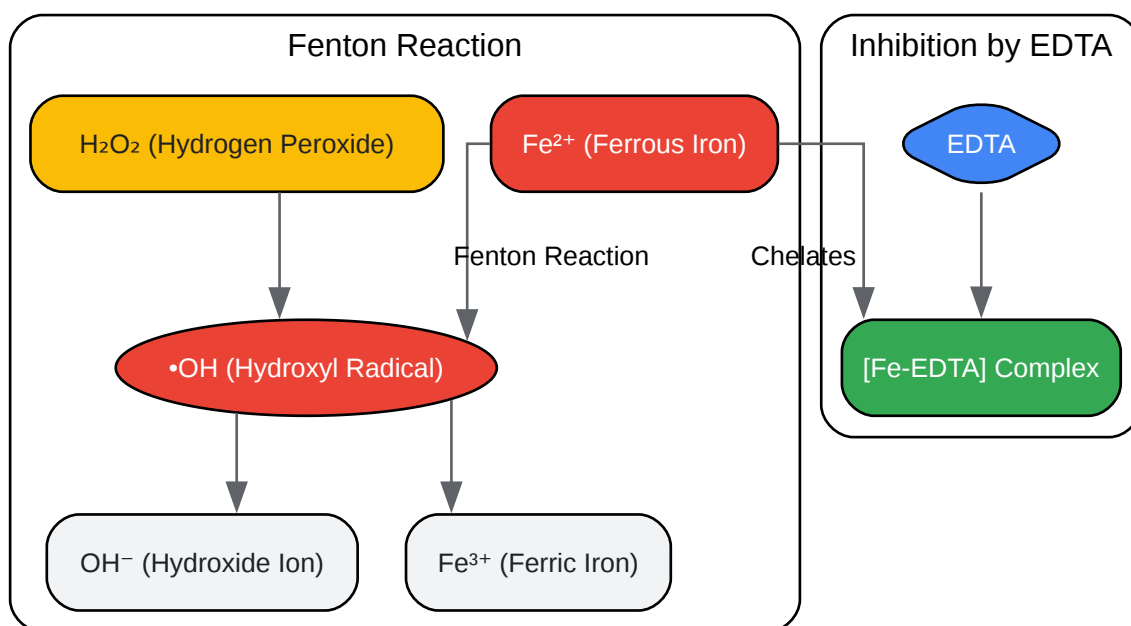 Fenton Reaction
Inhibition by EDTA
H₂O₂ (Hydrogen Peroxide)
Fe²⁺ (Ferrous Iron)
EDTA
Fenton Reaction
Chelates
•OH (Hydroxyl Radical)
[Fe-EDTA] Complex
OH⁻ (Hydroxide Ion)
Fe³⁺ (Ferric Iron)